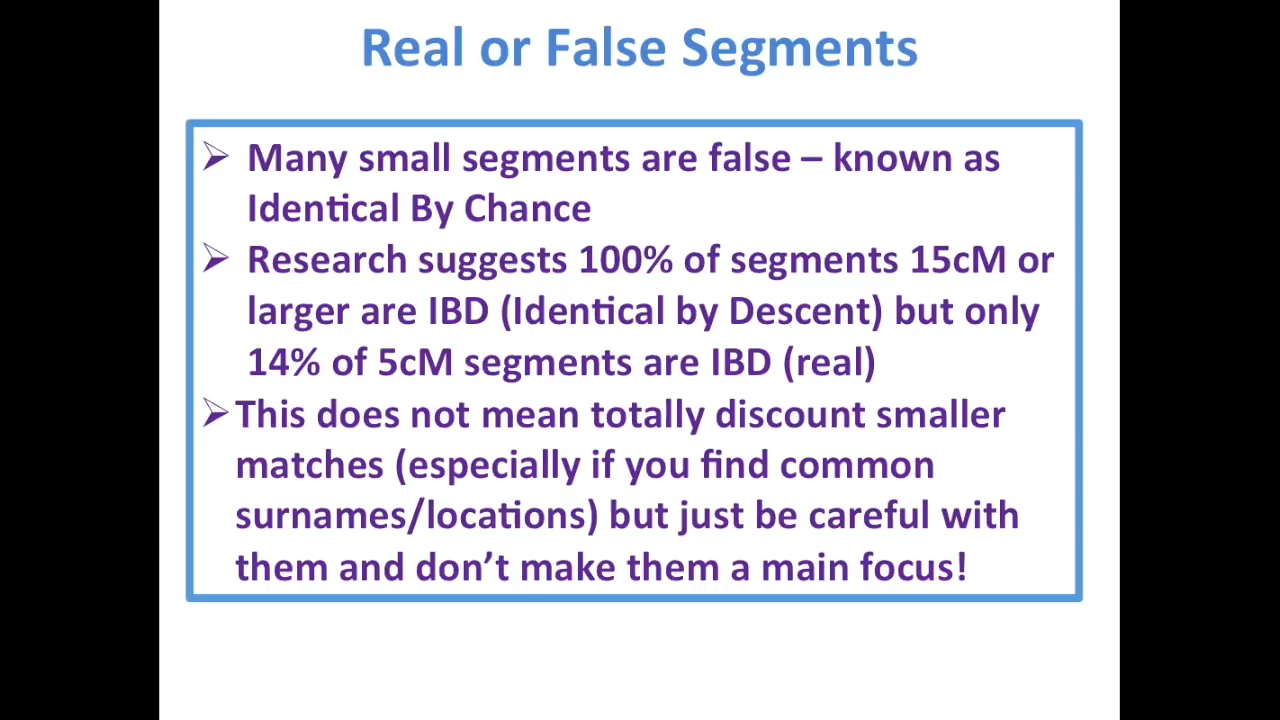 Real or False Segments
➢ Many small segments are false – known as
Identical By Chance
➢ Research suggests 100% of segments 15cM or
larger are IBD (Identical by Descent) but only
14% of 5cM segments are IBD (real)
➢ This does not mean totally discount smaller
matches (especially if you find common
surnames/locations) but just be careful with
them and don’t make them a main focus!